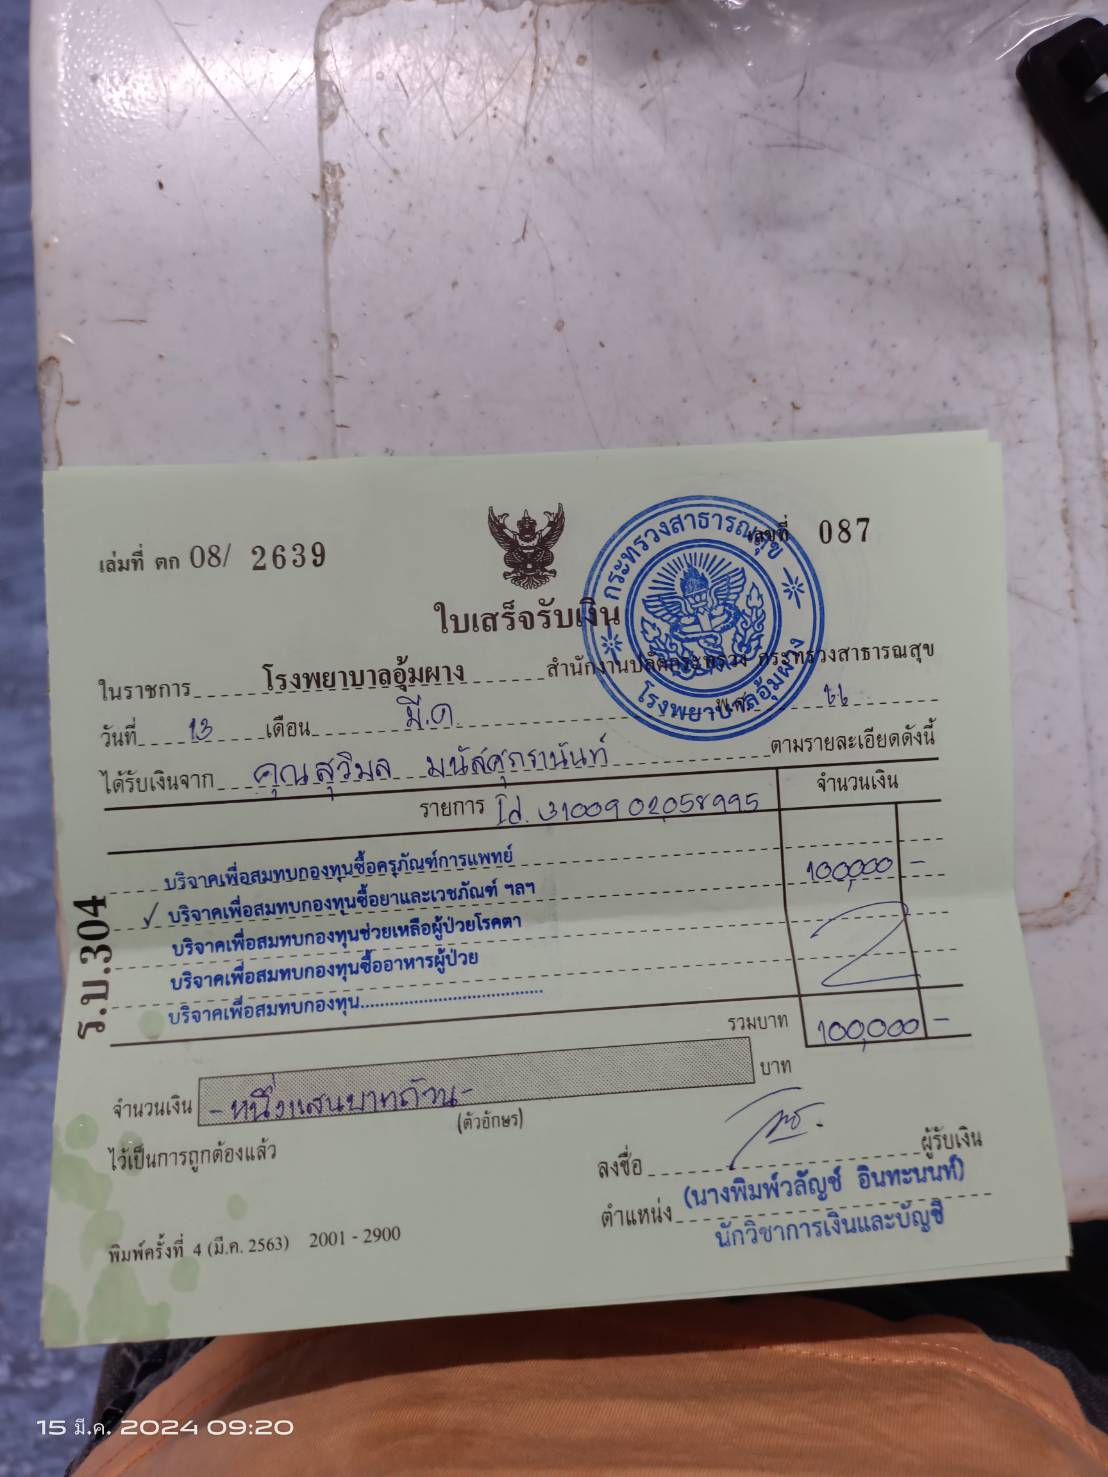 เล่มที่ ตก 08/ 2639
เลขที่ 087
กระทรวงสาธารณสุข
โรงพยาบาลอุ้มผาง
ใบเสร็จรับเงิน
ในราชการ โรงพยาบาลอุ้มผาง สำนักงานปลัดกระทรวง กระทรวงสาธารณสุข
วันที่ 13 เดือน มี.ค. พ.ศ.
ได้รับเงินจาก คุณสุวิมล มนัสศุภรานันท์ ตามรายละเอียดดังนี้
รายการ Id. 3100902058995 จำนวนเงิน
บริจาคเพื่อสมทบกองทุนซื้อครุภัณฑ์การแพทย์
✓ บริจาคเพื่อสมทบกองทุนซื้อยาและเวชภัณฑ์ ฯลฯ 100,000 -
บริจาคเพื่อสมทบกองทุนช่วยเหลือผู้ป่วยโรคตา
บริจาคเพื่อสมทบกองทุนซื้ออาหารผู้ป่วย
บริจาคเพื่อสมทบกองทุน
ร.บ.304
รวมบาท 100,000 -
จำนวนเงิน - หนึ่งแสนบาทถ้วน - บาท
(ตัวอักษร)
ไว้เป็นการถูกต้องแล้ว
ลงชื่อ ผู้รับเงิน
(นางพิมพ์วลัญช์ อินทะนนท์)
ตำแหน่ง นักวิชาการเงินและบัญชี
พิมพ์ครั้งที่ 4 (มี.ค. 2563) 2001 - 2900
15 มี.ค. 2024 09:20